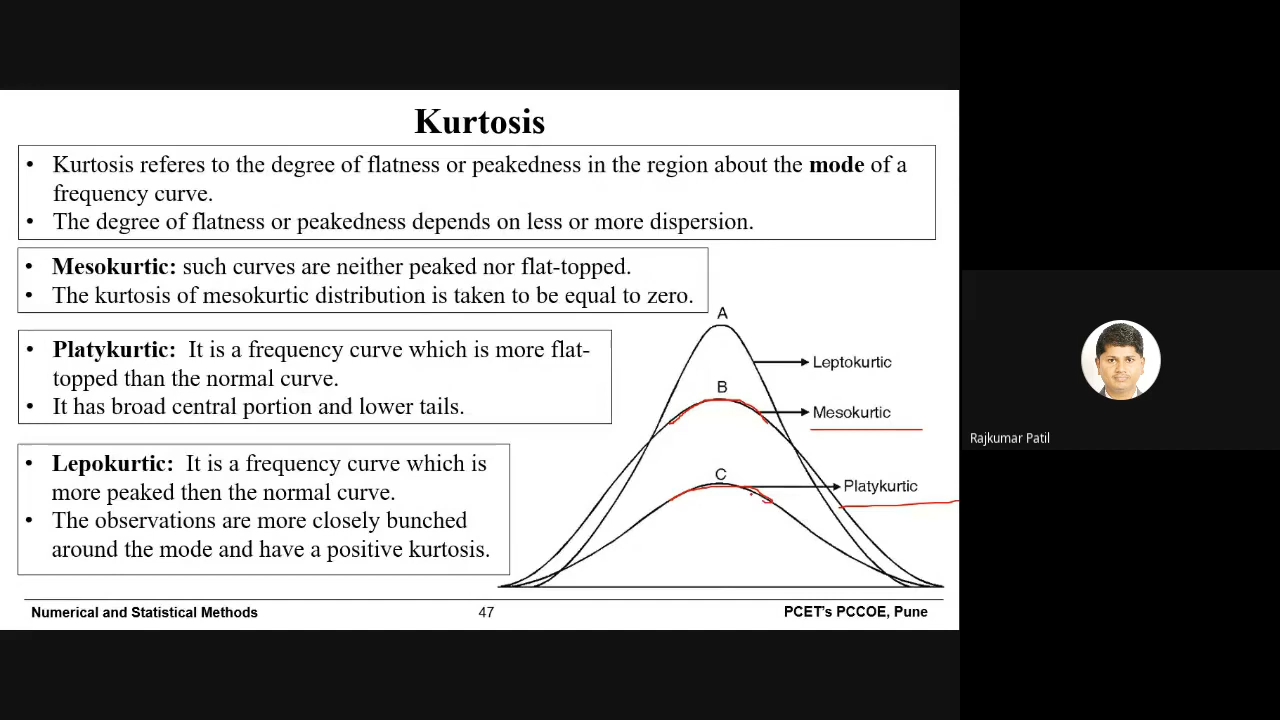 Kurtosis
• Kurtosis referes to the degree of flatness or peakedness in the region about the mode of a
frequency curve.
• The degree of flatness or peakedness depends on less or more dispersion.
• Mesokurtic: such curves are neither peaked nor flat-topped.
• The kurtosis of mesokurtic distribution is taken to be equal to zero.
• Platykurtic: It is a frequency curve which is more flat-
topped than the normal curve.
• It has broad central portion and lower tails.
• Lepokurtic: It is a frequency curve which is
more peaked then the normal curve.
• The observations are more closely bunched
around the mode and have a positive kurtosis.
A
Leptokurtic
B
Mesokurtic
C
Platykurtic
Rajkumar Patil
Numerical and Statistical Methods
47
PCET's PCCOE, Pune